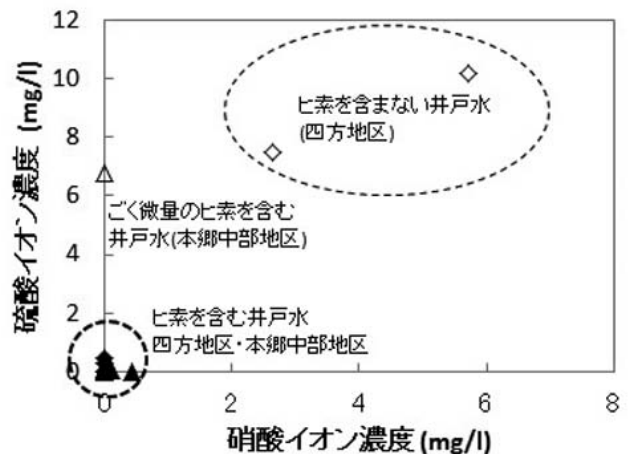 12
10
8
6
4
2
0
硫酸イオン濃度 (mg/l)
ヒ素を含まない井戸水
(四方地区)
ごく微量のヒ素を含む
井戸水(本郷中部地区)
ヒ素を含む井戸水
四方地区・本郷中部地区
0 2 4 6 8
硝酸イオン濃度 (mg/l)